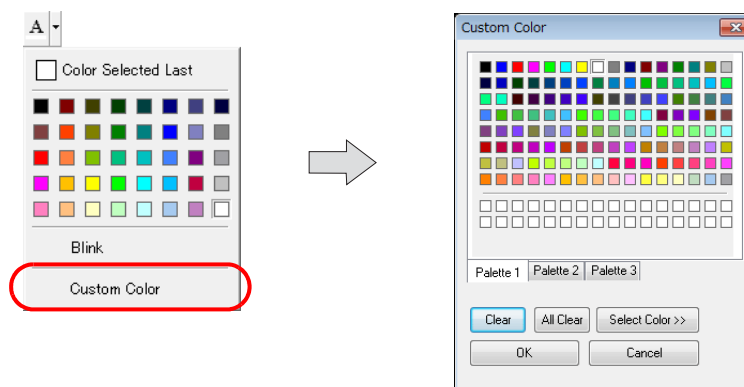 A
Color Selected Last
Blink
Custom Color
Custom Color
Palette 1 Palette 2 Palette 3
Clear All Clear Select Color >>
OK Cancel